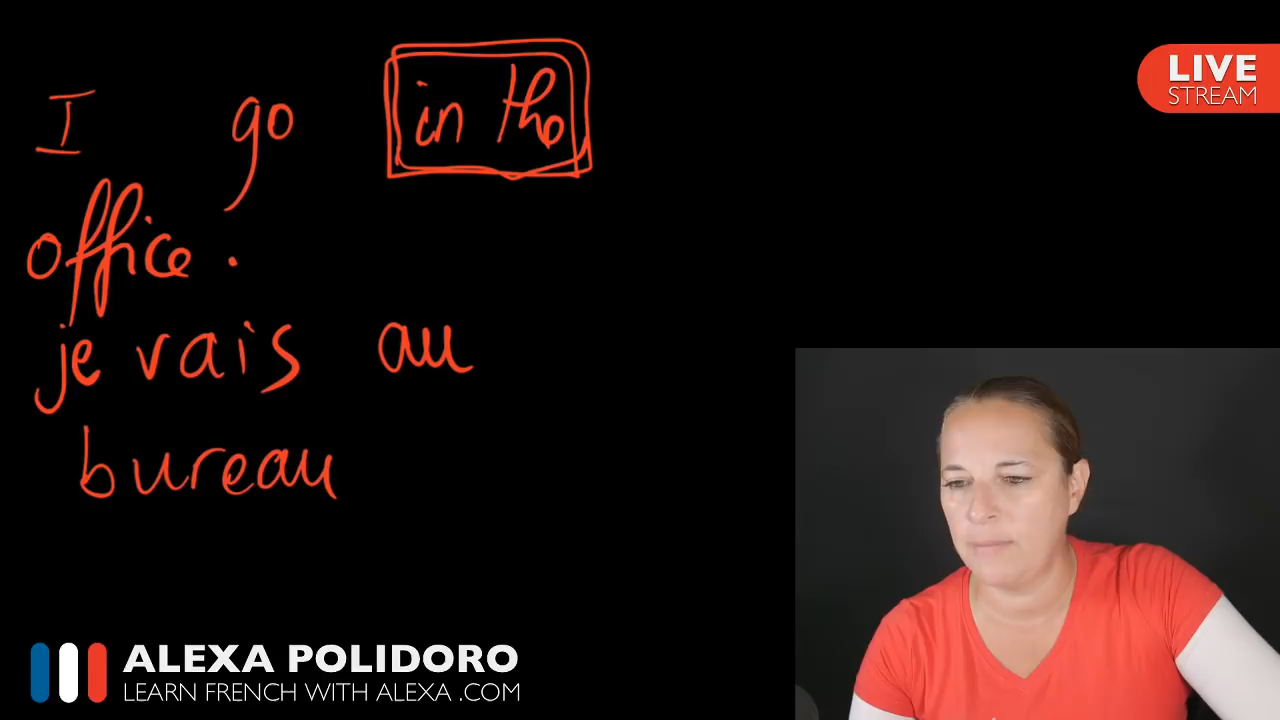 I go in the
office.
je vais au
bureau
LIVE
STREAM
ALEXA POLIDORO
LEARN FRENCH WITH ALEXA .COM